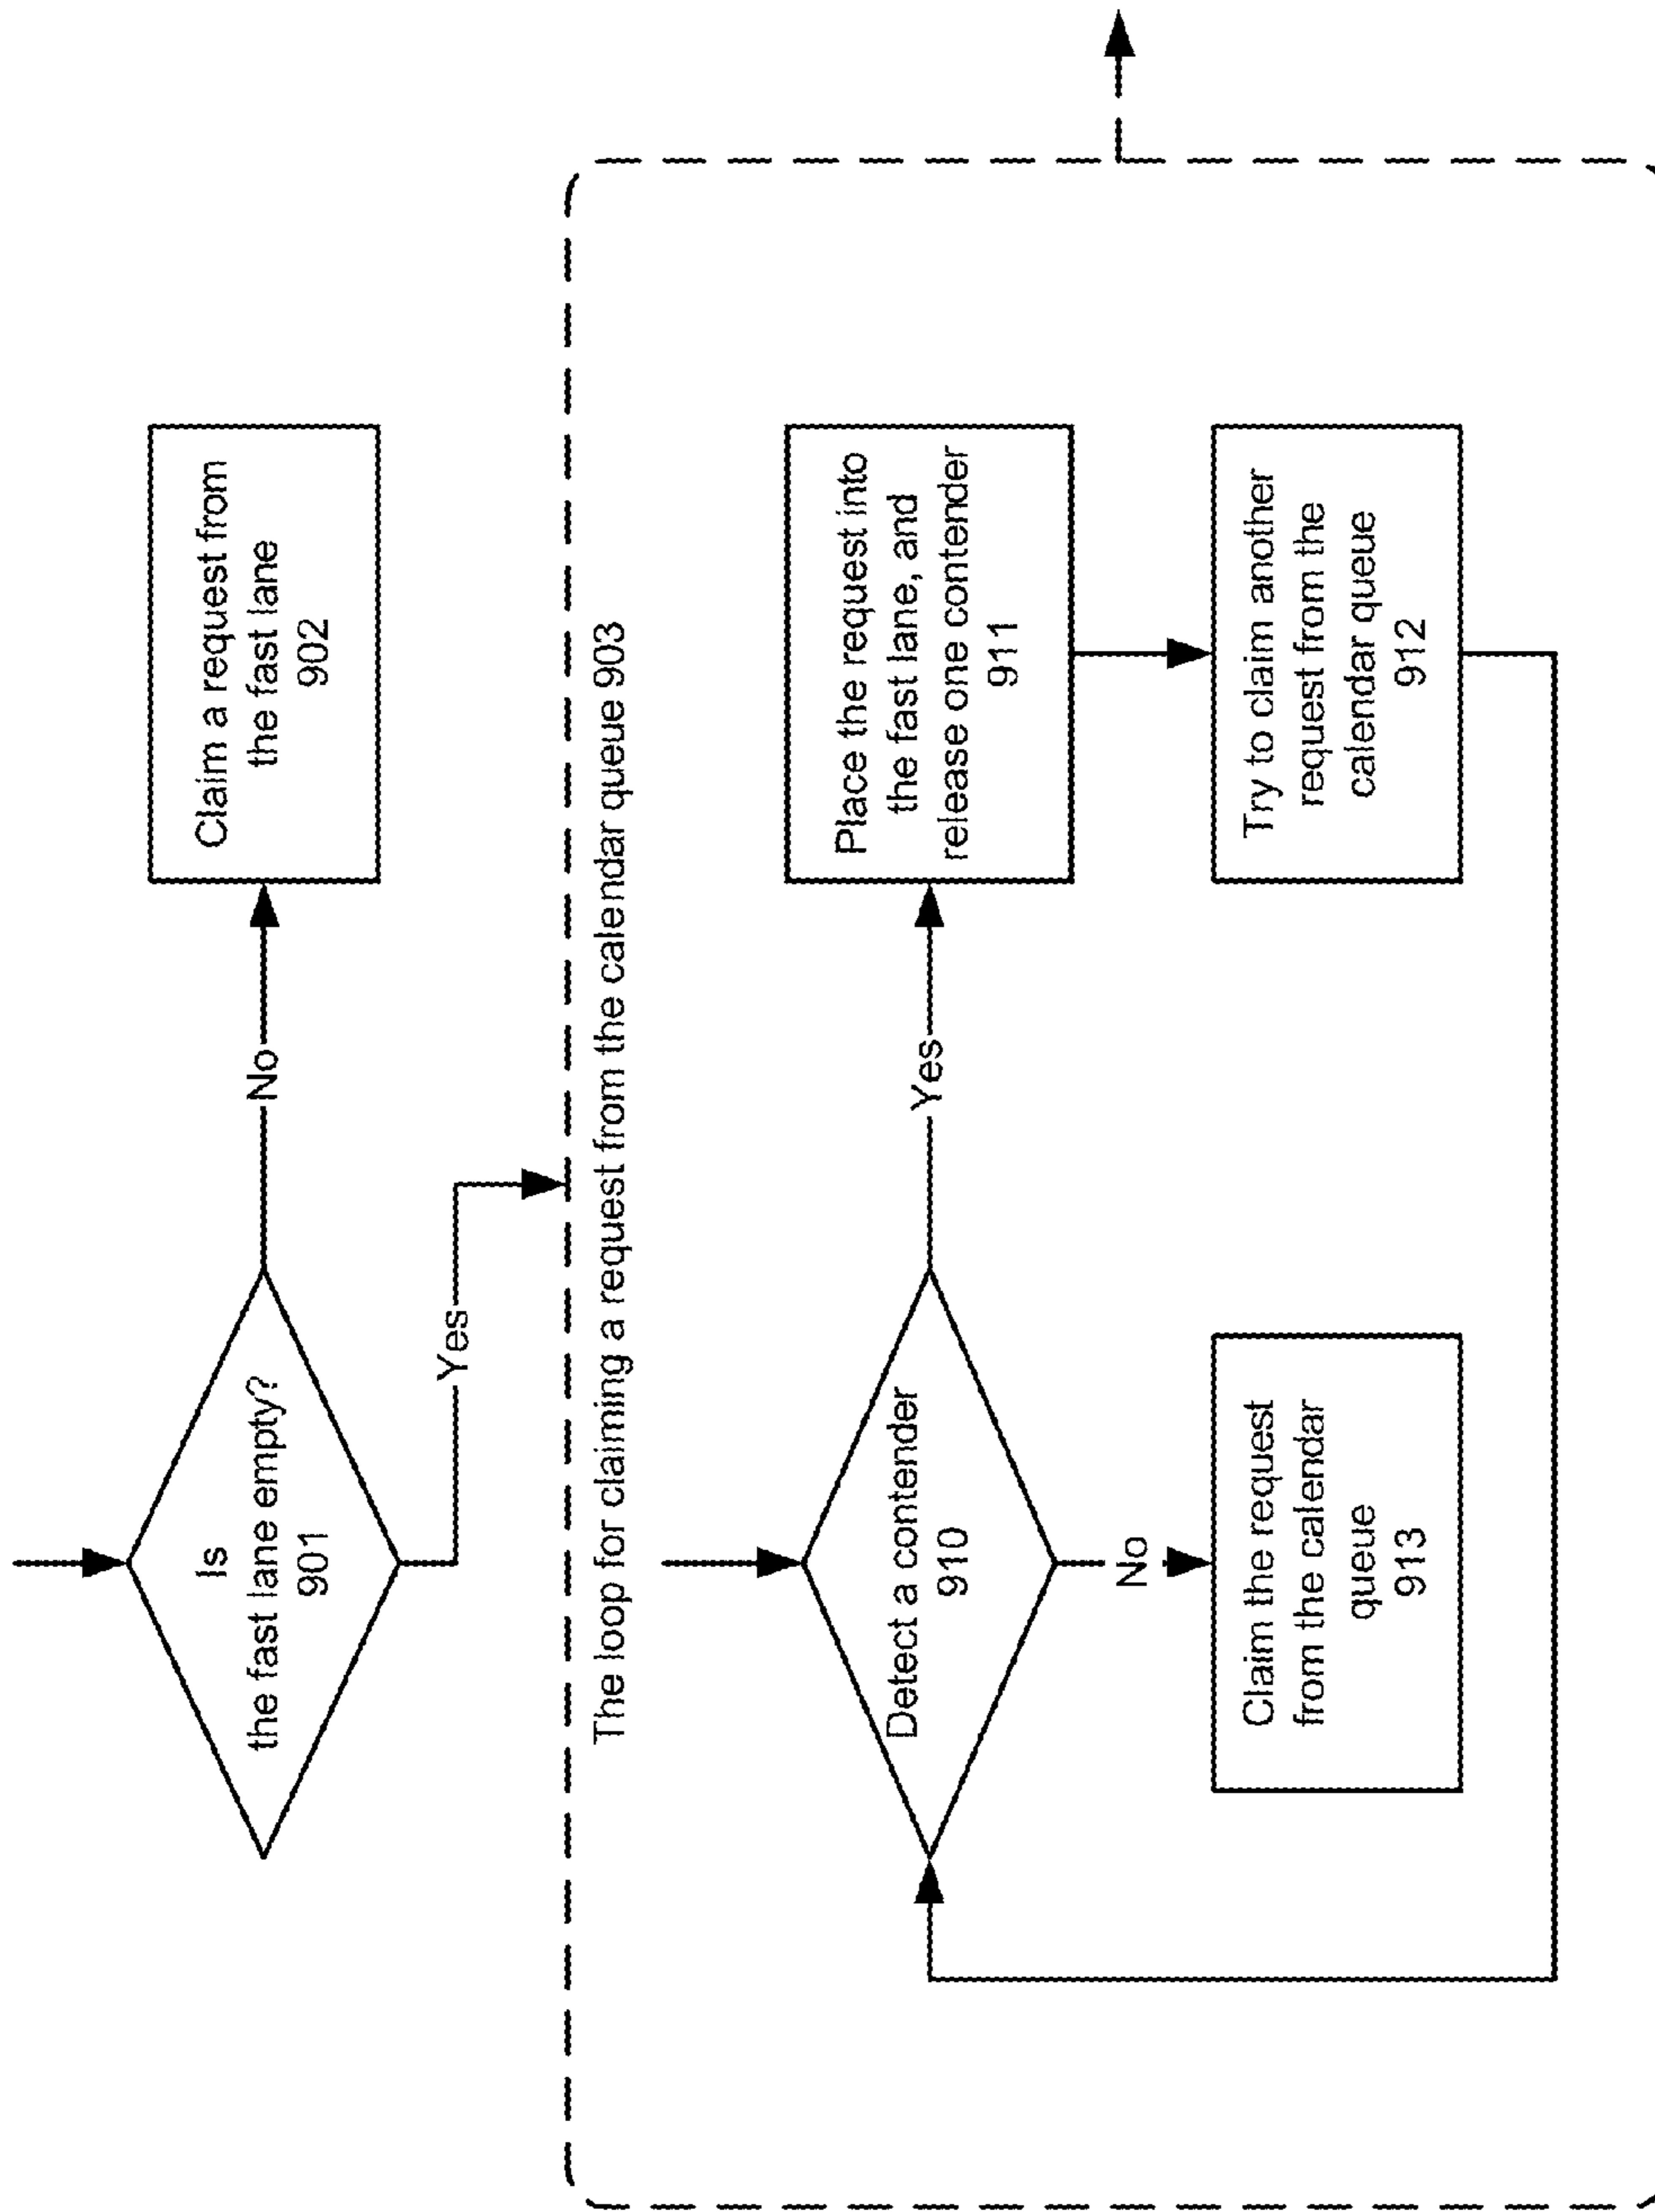 Is
the fast lane empty?
901
No
Claim a request from
the fast lane
902
Yes
The loop for claiming a request from the calendar queue 903
Detect a contender
910
Yes
Place the request into
the fast lane, and
release one contender
911
No
Claim the request
from the calendar
queue
913
Try to claim another
request from the
calendar queue
912